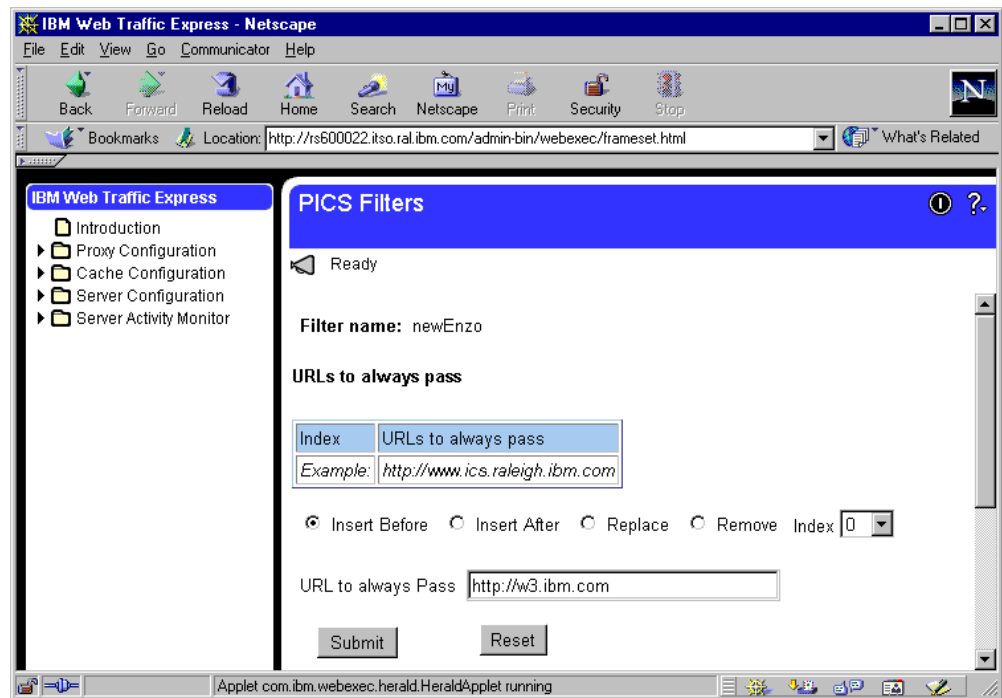 IBM Web Traffic Express - Netscape
File Edit View Go Communicator Help
My
N
Back Forward Reload Home Search Netscape Print Security Stop
Bookmarks Location: http://rs600022.itso.ral.ibm.com/admin-bin/webexec/frameset.html What's Related
IBM Web Traffic Express
Introduction
Proxy Configuration
Cache Configuration
Server Configuration
Server Activity Monitor
PICS Filters
?
Ready
Filter name: newEnzo
URLs to always pass
Index URLs to always pass
Example: http://www.ics.raleigh.ibm.com
Insert Before Insert After Replace Remove Index 0
URL to always Pass http://w3.ibm.com
Submit Reset
Applet com.ibm.webexec.herald.HeraldApplet running